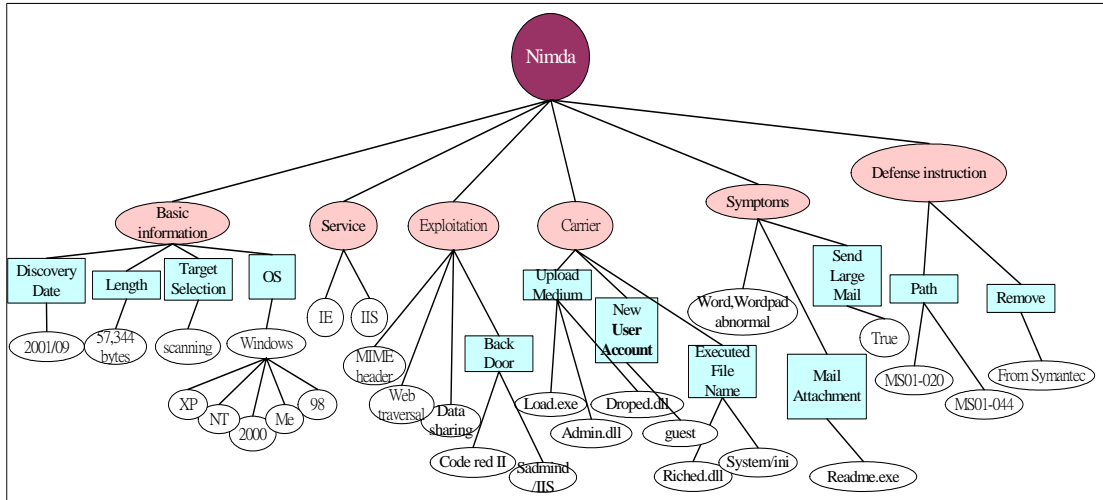 Nimda
Basic
information
Service
Exploitation
Carrier
Symptoms
Defense instruction
Discovery
Date
Length
Target
Selection
OS
2001/09
57,344
bytes
scanning
Windows
XP
NT
2000
Me
98
IE
IIS
MIME
header
Web
traversal
Data
sharing
Back
Door
Code red II
Sadmind
/IIS
Upload
Medium
New
User
Account
Executed
File
Name
Load.exe
Admin.dll
Droped.dll
guest
Riched.dll
System/ini
Word,Wordpad
abnormal
Send
Large
Mail
True
Mail
Attachment
Readme.exe
Path
Remove
MS01-020
MS01-044
From Symantec